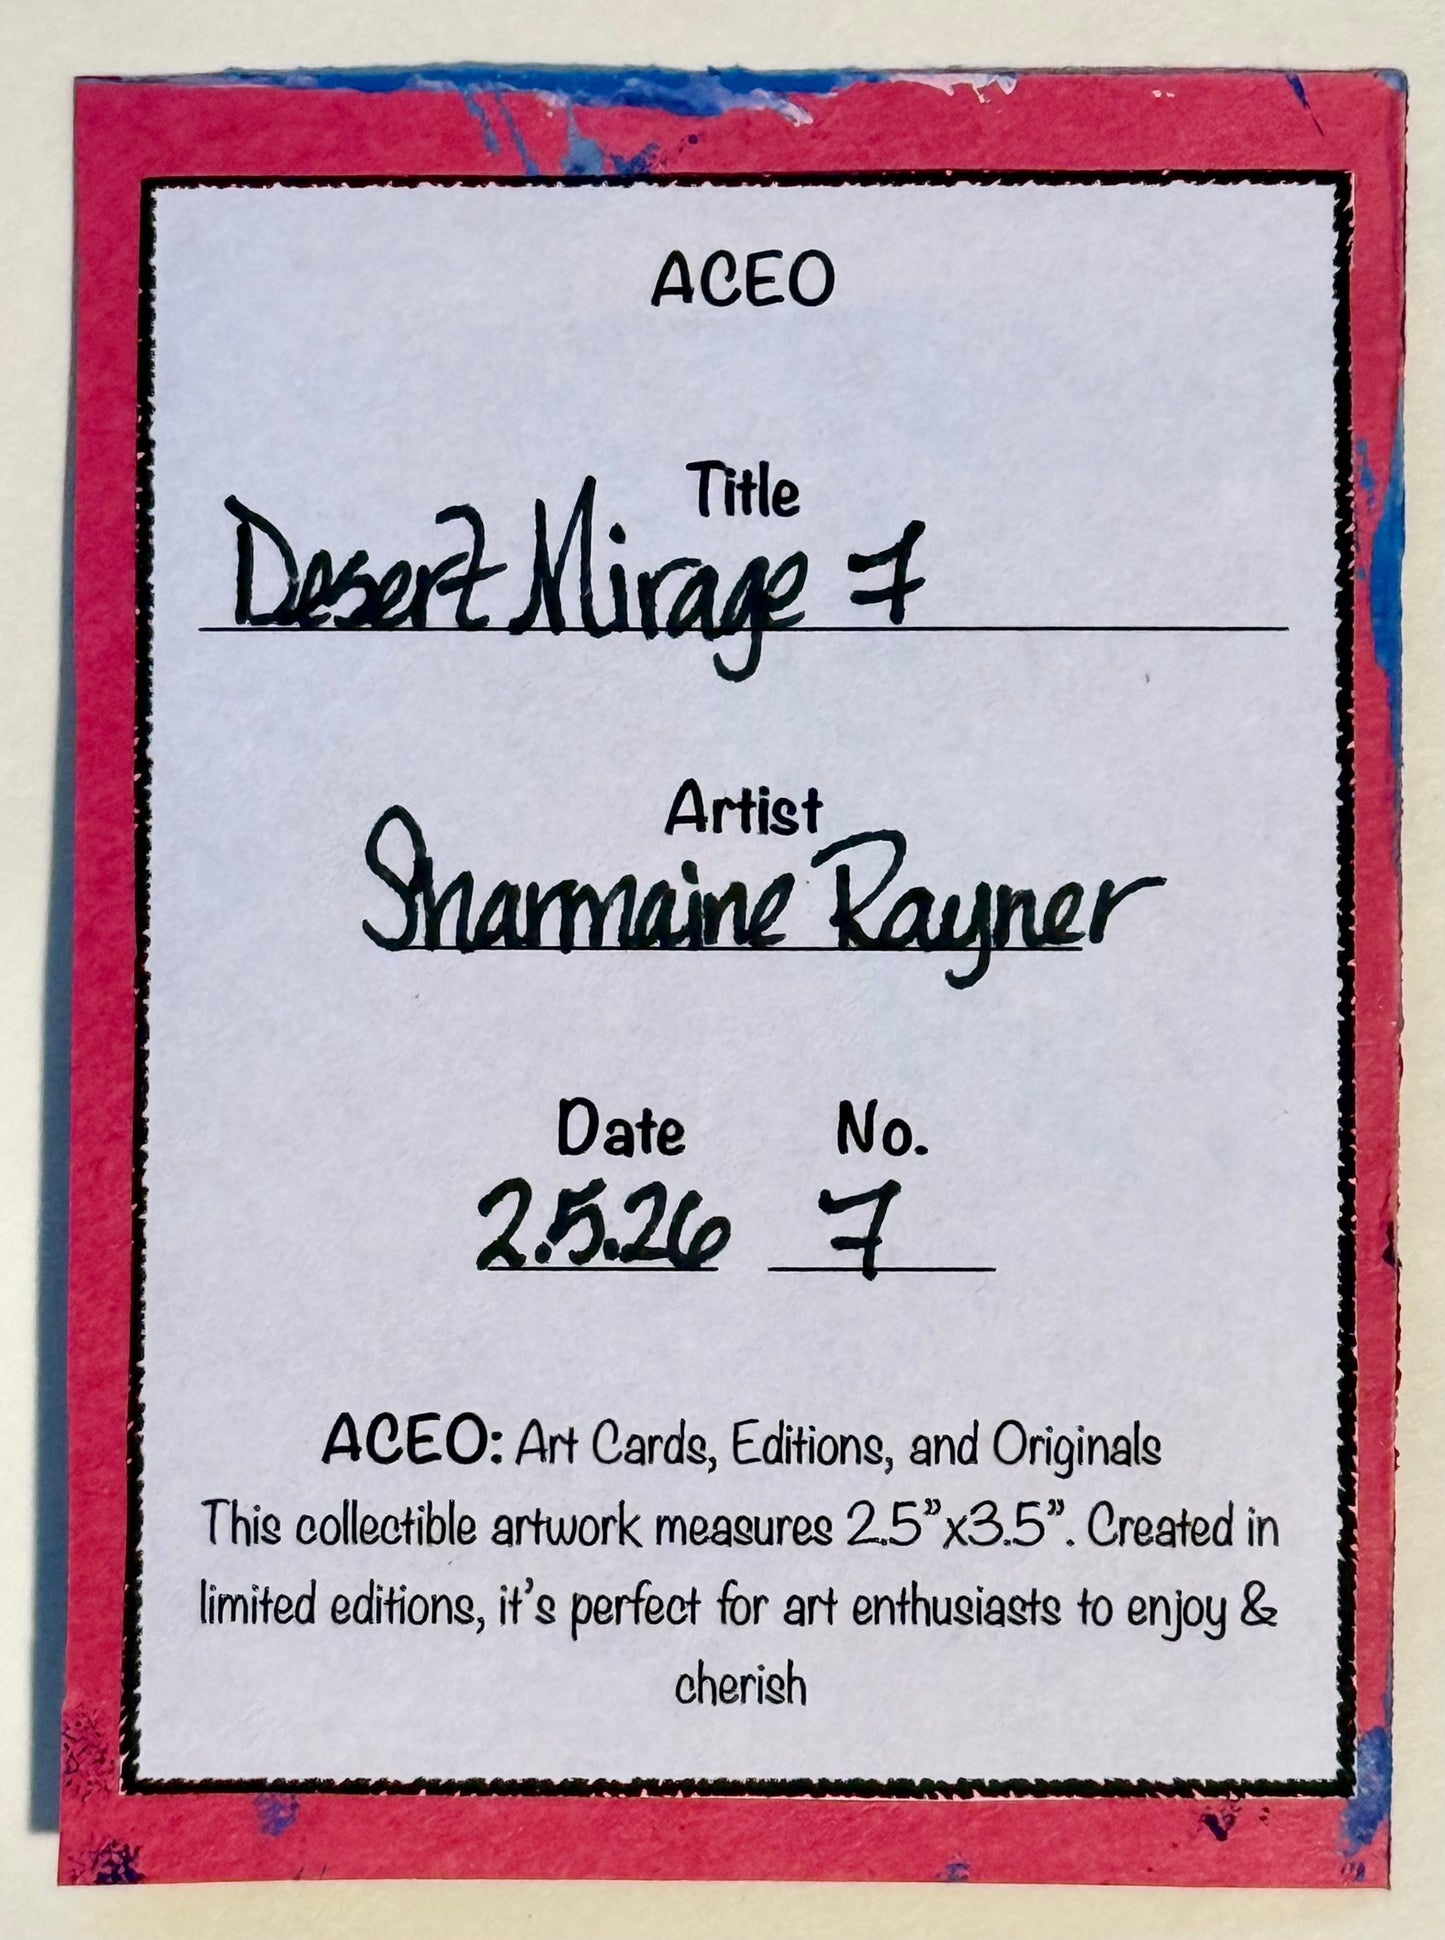 ACEO
Title
Desert Mirage 7
Artist
Sharmaine Rayner
Date No.
2.5.26 7
ACEO: Art Cards, Editions, and Originals
This collectible artwork measures 2.5”x3.5”. Created in
limited editions, it’s perfect for art enthusiasts to enjoy &
cherish